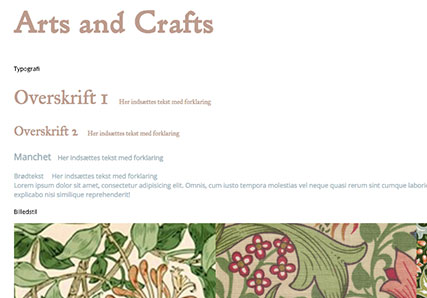 Arts and Crafts
Typografi
Overskrift 1 Her indsættes tekst med forklaring
Overskrift 2 Her indsættes tekst med forklaring
Manchet Her Indsættes tekst med forklaring
Brødtekst Her indsættes tekst med forklaring
Lorem ipsum dolor sit amet, consectetur adipisicing elit. Omnis, cum iusto tempora molestias vel neque quasi rerum sint cumque
explicabo nisi similique reprehenderit!
Billedstil